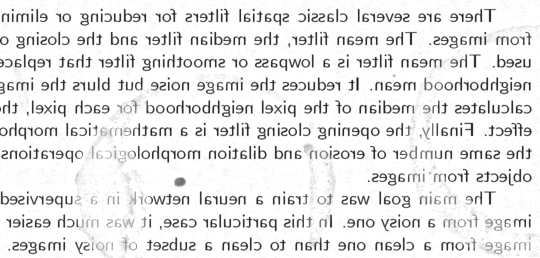 There are several classic spatial filters for reducing or elimin
from images. The mean filter, the median filter and the closing o
used. The mean filter is a lowpass or smoothing filter that replace
neighborhood mean. It reduces the image noise but blurs the imag
calculates the median of the pixel neighborhood for each pixel, the
effect. Finally, the opening closing filter is a mathematical morpho
the same number of erosion and dilation morphological operations
objects from images.
The main goal was to train a neural network in a supervised
image from a noisy one. In this particular case, it was much easier
image from a clean one than to clean a subset of noisy images.